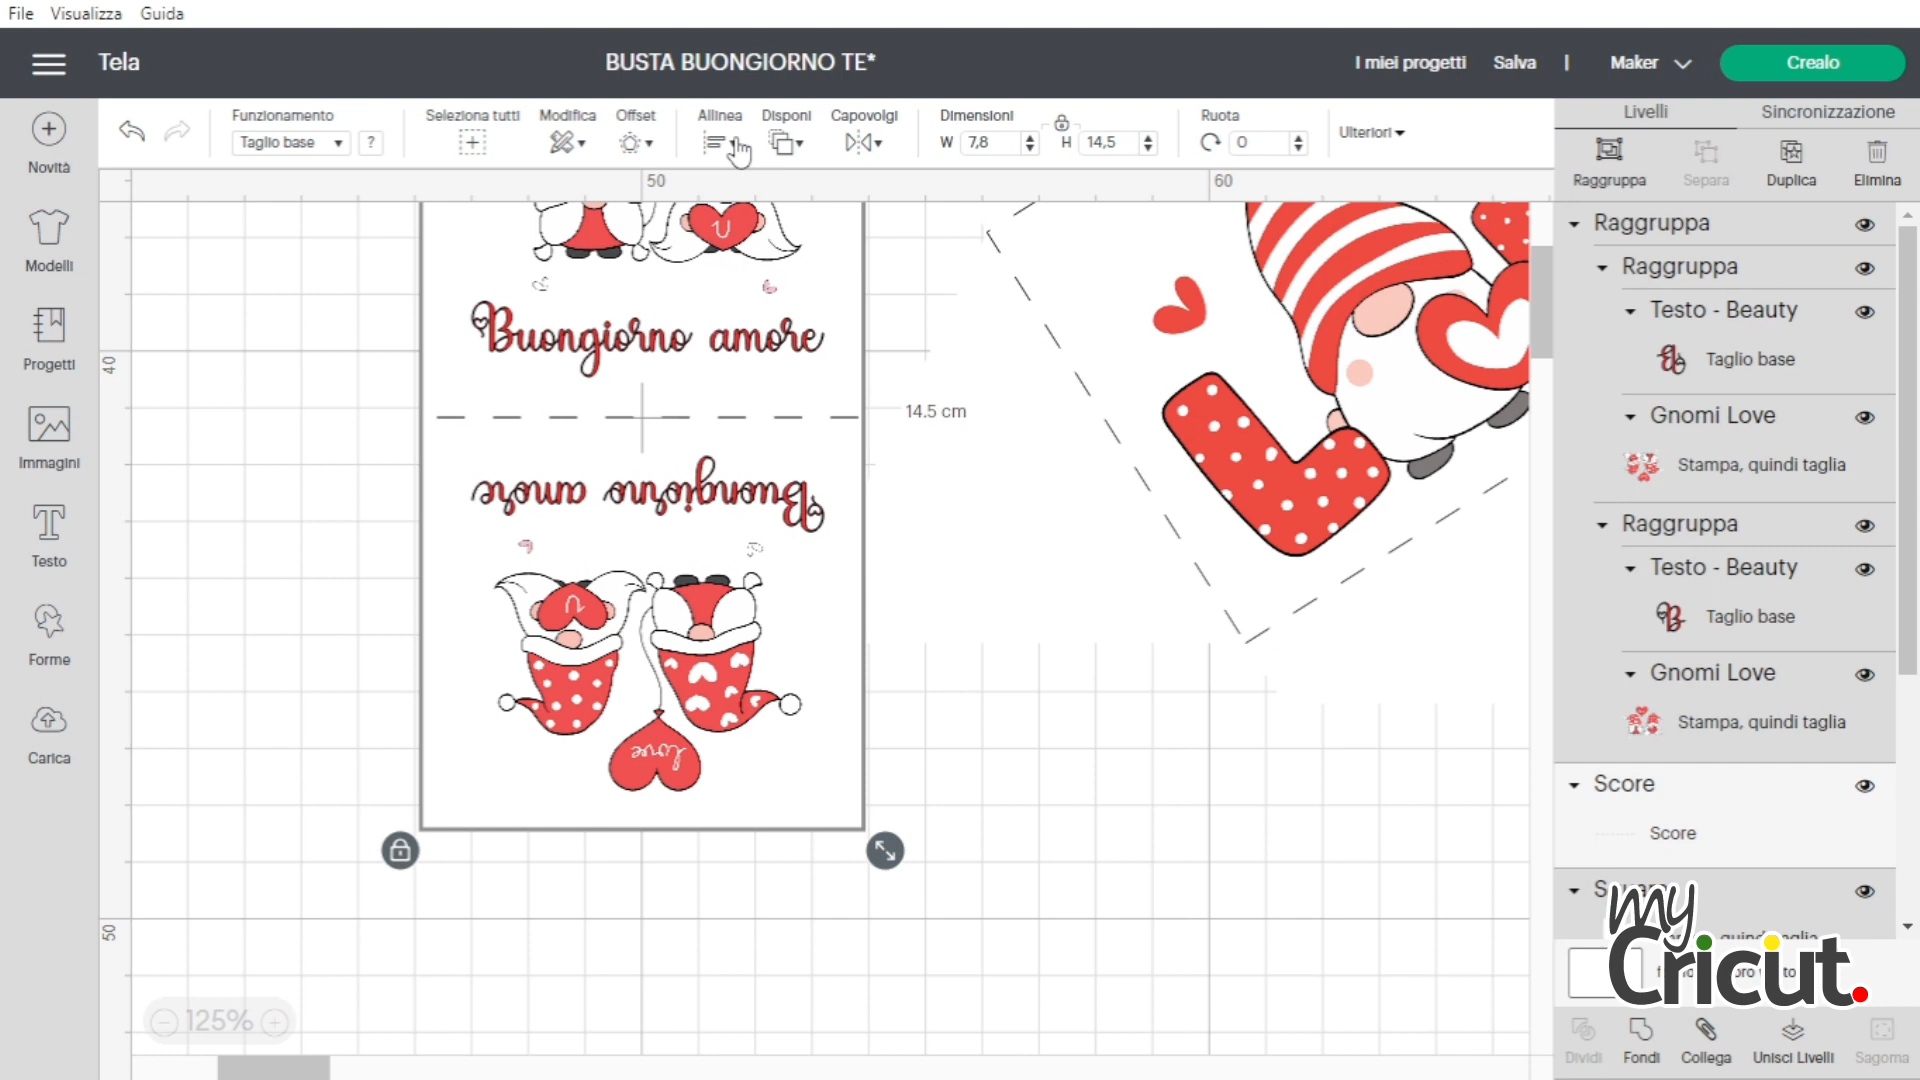 File Visualizza Guida
Tela
BUSTA BUONGIORNO TE*
I miei progetti Salva | Maker
Crealo
Funzionamento
Taglio base
?
Seleziona tutti
Modifica
Offset
Allinea
Disponi
Capovolgi
Dimensioni
W 7,8
H 14,5
Ruota
0
Ulteriori
Livelli
Sincronizzazione
Raggruppa
Separa
Duplica
Elimina
Novità
Modelli
Progetti
Immagini
Testo
Forme
Carica
50
60
40
50
Buongiorno amore
14.5 cm
Buongiorno amore
love
125%
Raggruppa
Raggruppa
Testo - Beauty
Taglio base
Gnomi Love
Stampa, quindi taglia
Raggruppa
Testo - Beauty
Taglio base
Gnomi Love
Stampa, quindi taglia
Score
Score
my
Cricut.
Dividi
Fondi
Collega
Unisci Livelli
Sagoma